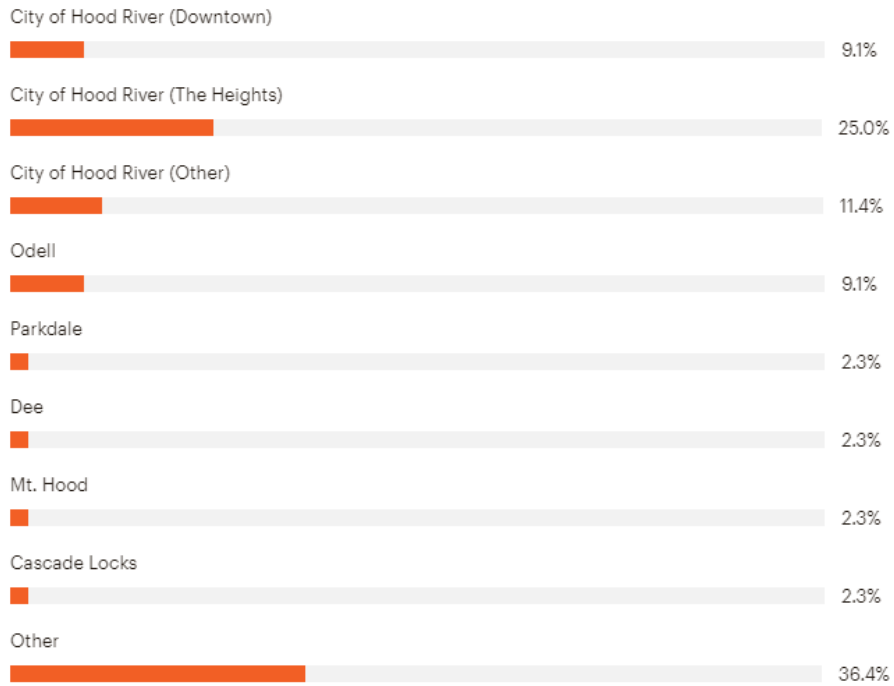 City of Hood River (Downtown)
9.1%
City of Hood River (The Heights)
25.0%
City of Hood River (Other)
11.4%
Odell
9.1%
Parkdale
2.3%
Dee
2.3%
Mt. Hood
2.3%
Cascade Locks
2.3%
Other
36.4%